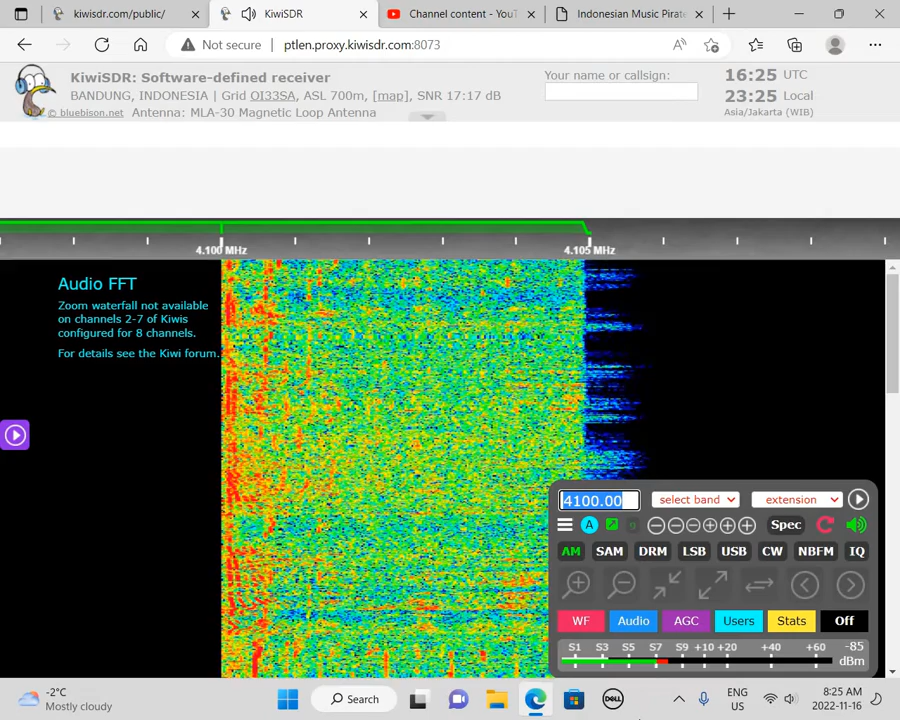 kiwisdr.com/public/
KiwiSDR
Channel content - YouT
Indonesian Music Pirate
Not secure
ptlen.proxy.kiwisdr.com:8073
KiwiSDR: Software-defined receiver
BANDUNG, INDONESIA | Grid OI33SA, ASL 700m, [map], SNR 17:17 dB
© bluebison.net
Antenna: MLA-30 Magnetic Loop Antenna
Your name or callsign:
16:25 UTC
23:25 Local
Asia/Jakarta (WIB)
4.100 MHz
4.105 MHz
Audio FFT
Zoom waterfall not available
on channels 2-7 of Kiwis
configured for 8 channels.
For details see the Kiwi forum.
4100.00
select band
extension
A
9
Spec
AM
SAM
DRM
LSB
USB
CW
NBFM
IQ
WF
Audio
AGC
Users
Stats
Off
S1 S3 S5 S7 S9 +10 +20 +40 +60
-85
dBm
-2°C
Mostly cloudy
Search
DELL
ENG
US
8:25 AM
2022-11-16